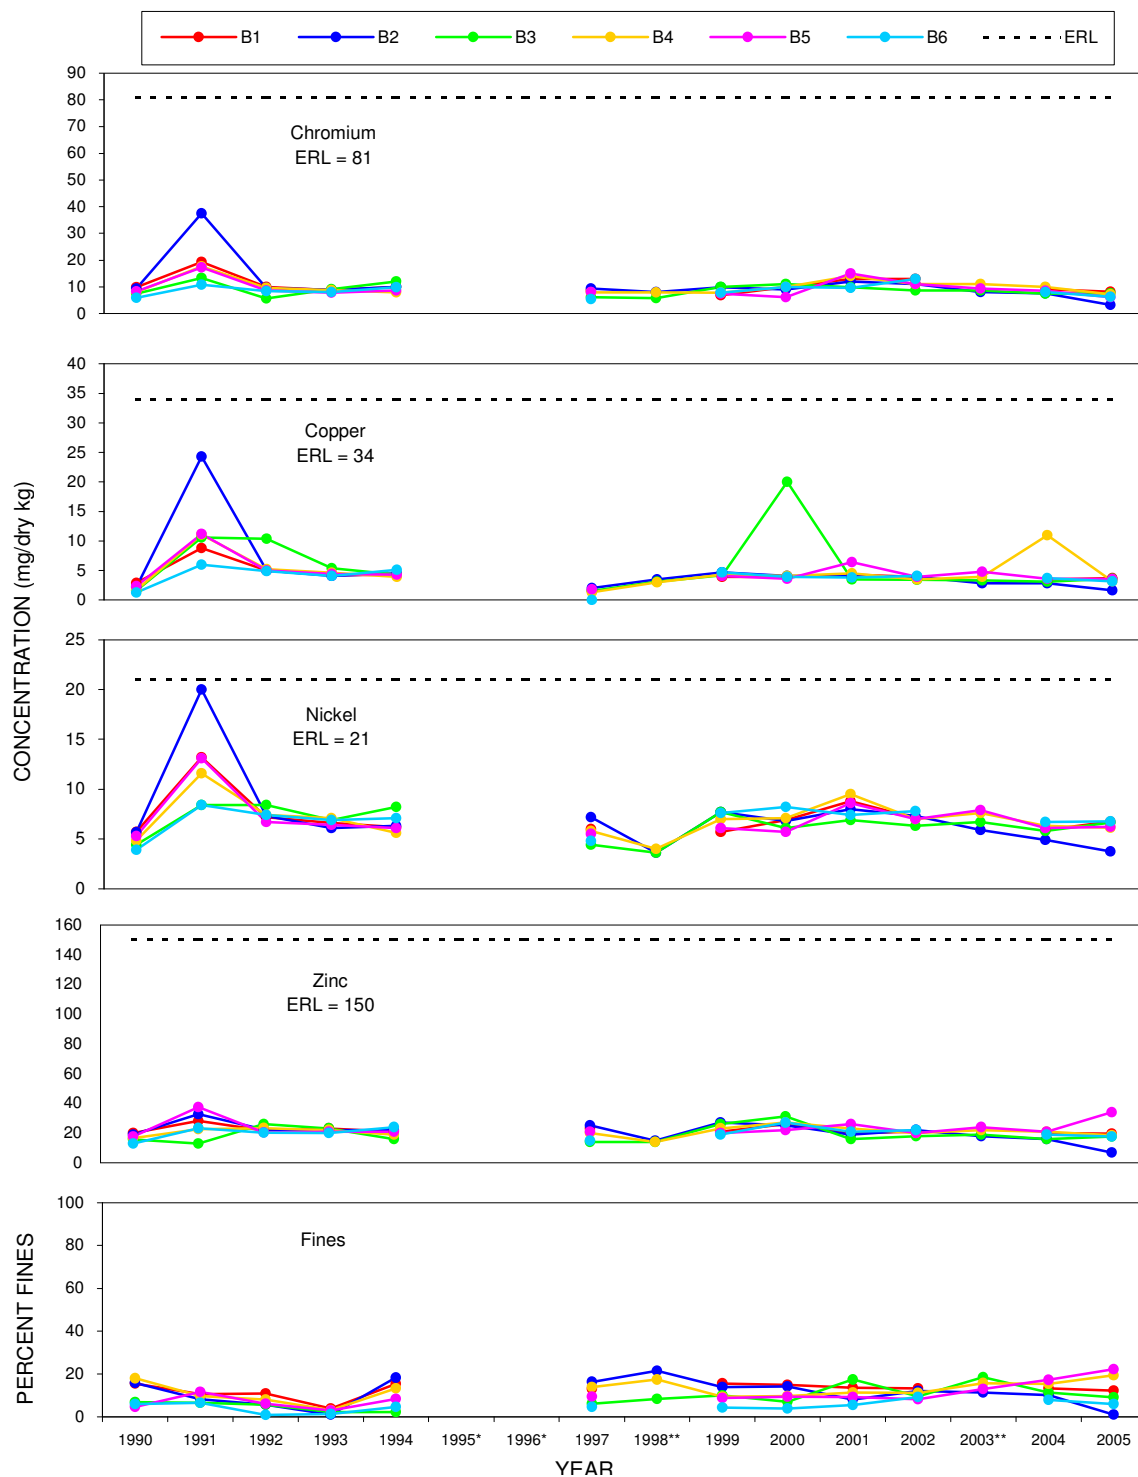 B1 B2 B3 B4 B5 B6 ERL
90
80
70
60
50
40
30
20
10
0
Chromium
ERL = 81
40
35
30
25
20
15
10
5
0
Copper
ERL = 34
CONCENTRATION (mg/dry kg)
25
20
15
10
5
0
Nickel
ERL = 21
160
140
120
100
80
60
40
20
0
Zinc
ERL = 150
100
80
60
40
20
0
Fines
PERCENT FINES
1990 1991 1992 1993 1994 1995* 1996* 1997 1998** 1999 2000 2001 2002 2003** 2004 2005
YEAR